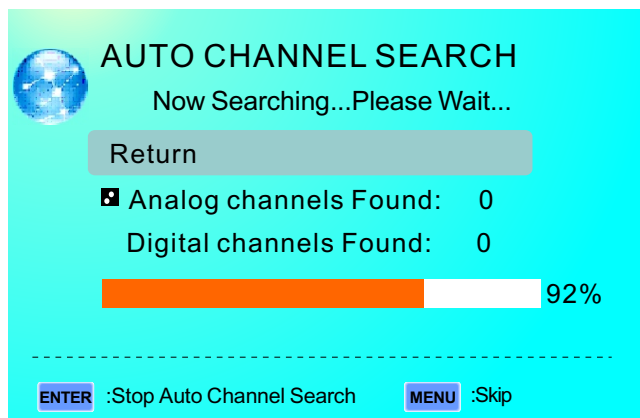 AUTO CHANNEL SEARCH
Now Searching...Please Wait...
Return
Analog channels Found: 0
Digital channels Found: 0
92%
ENTER :Stop Auto Channel Search MENU :Skip